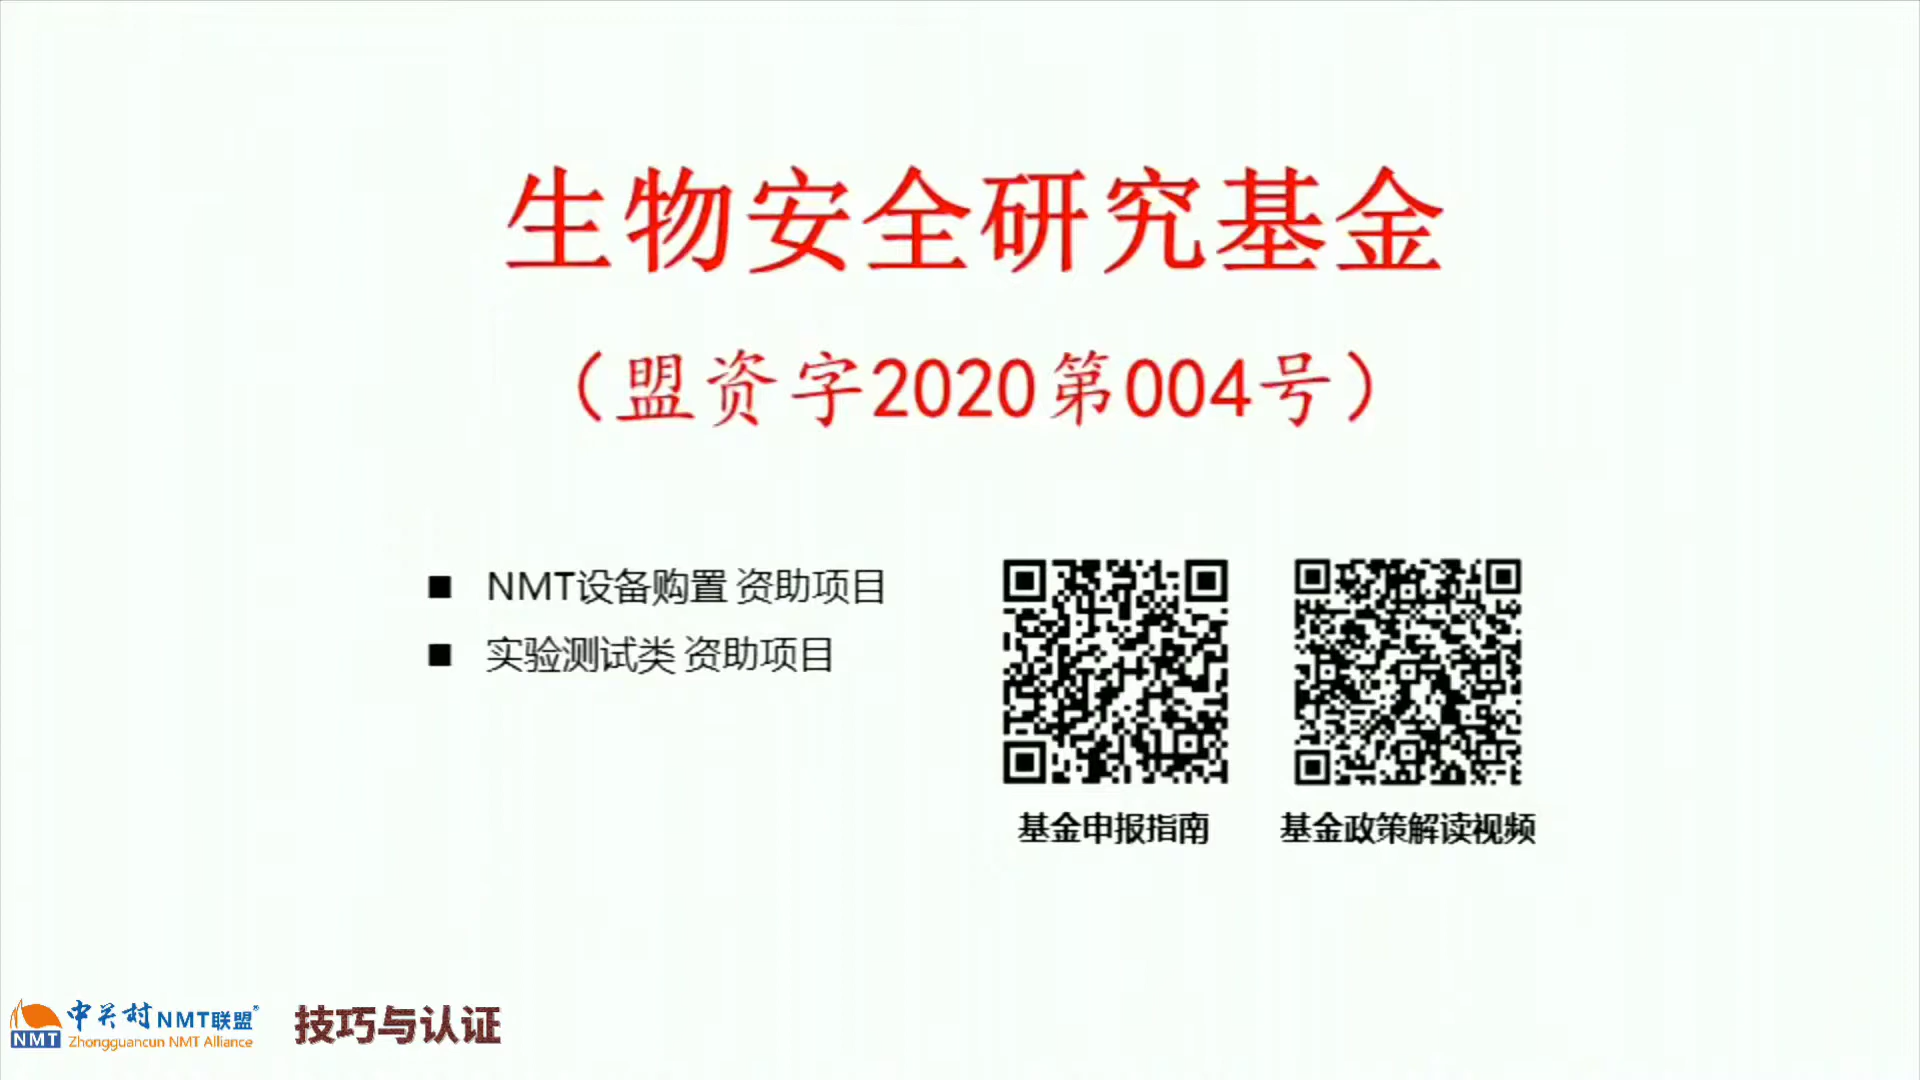 生物安全研究基金
（盟资字2020第004号）
■ NMT设备购置 资助项目
■ 实验测试类 资助项目
基金申报指南
基金政策解读视频
中关村NMT联盟®
NMT
Zhongguancun NMT Alliance
技巧与认证